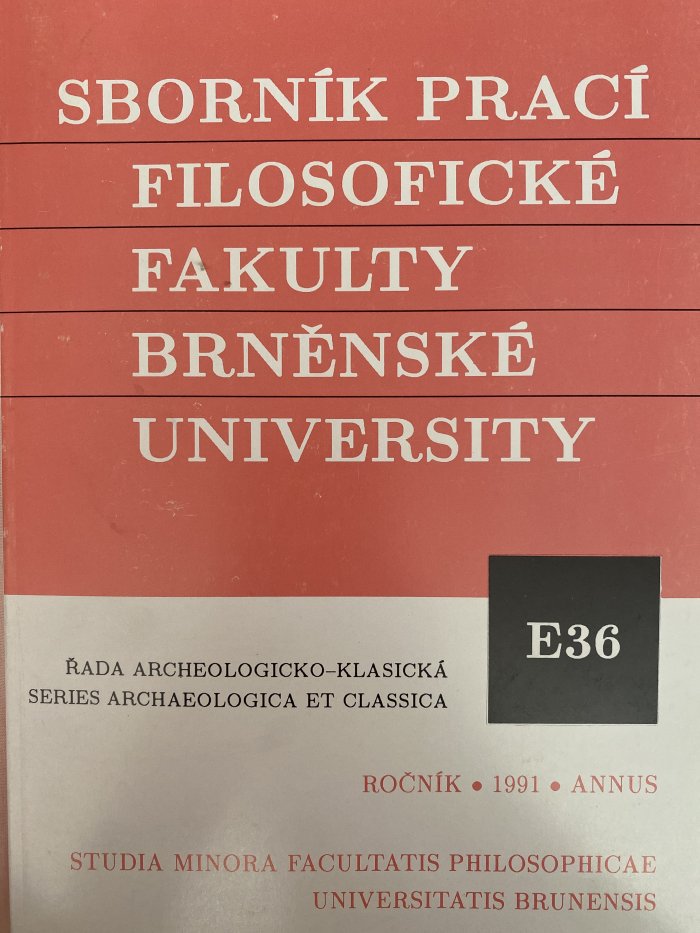 SBORNÍK PRACÍ
FILOSOFICKÉ
FAKULTY
BRNĚNSKÉ
UNIVERSITY
E36
ŘADA ARCHEOLOGICKO–KLASICKÁ
SERIES ARCHAEOLOGICA ET CLASSICA
ROČNÍK • 1991 • ANNUS
STUDIA MINORA FACULTATIS PHILOSOPHICAE
UNIVERSITATIS BRUNENSIS